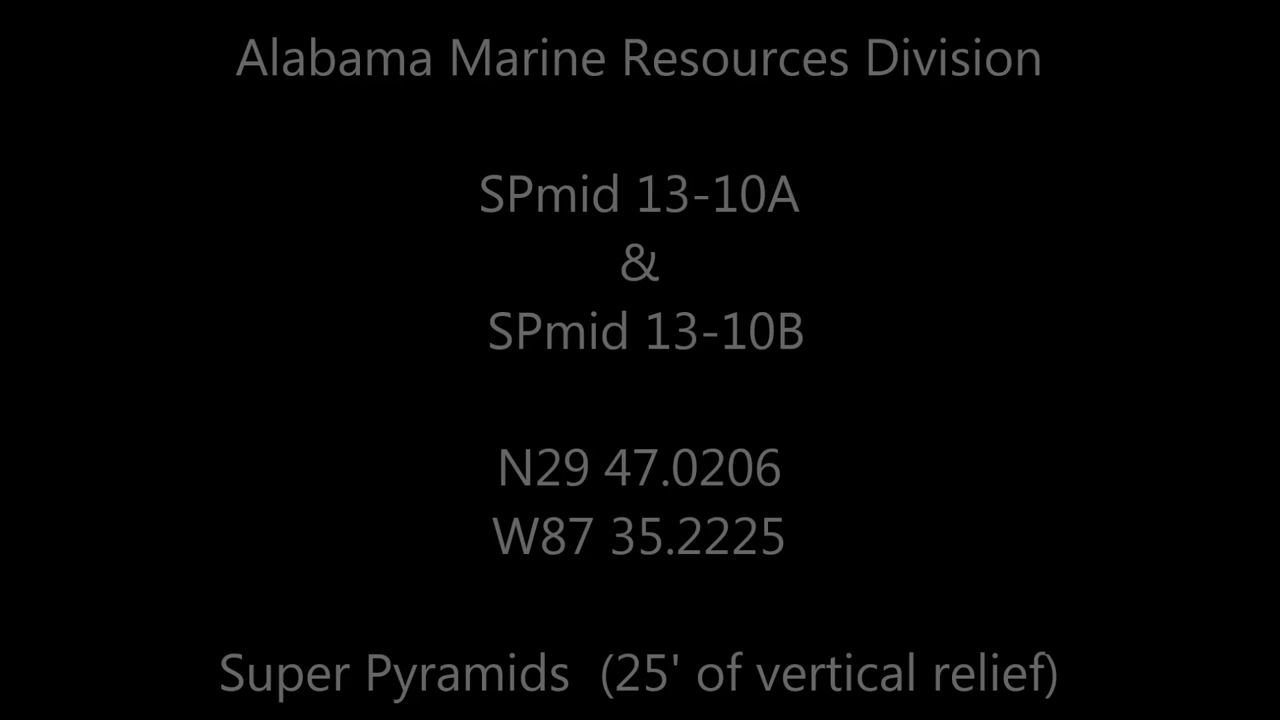 Alabama Marine Resources Division
SPmid 13-10A
&
SPmid 13-10B
N29 47.0206
W87 35.2225
Super Pyramids (25' of vertical relief)